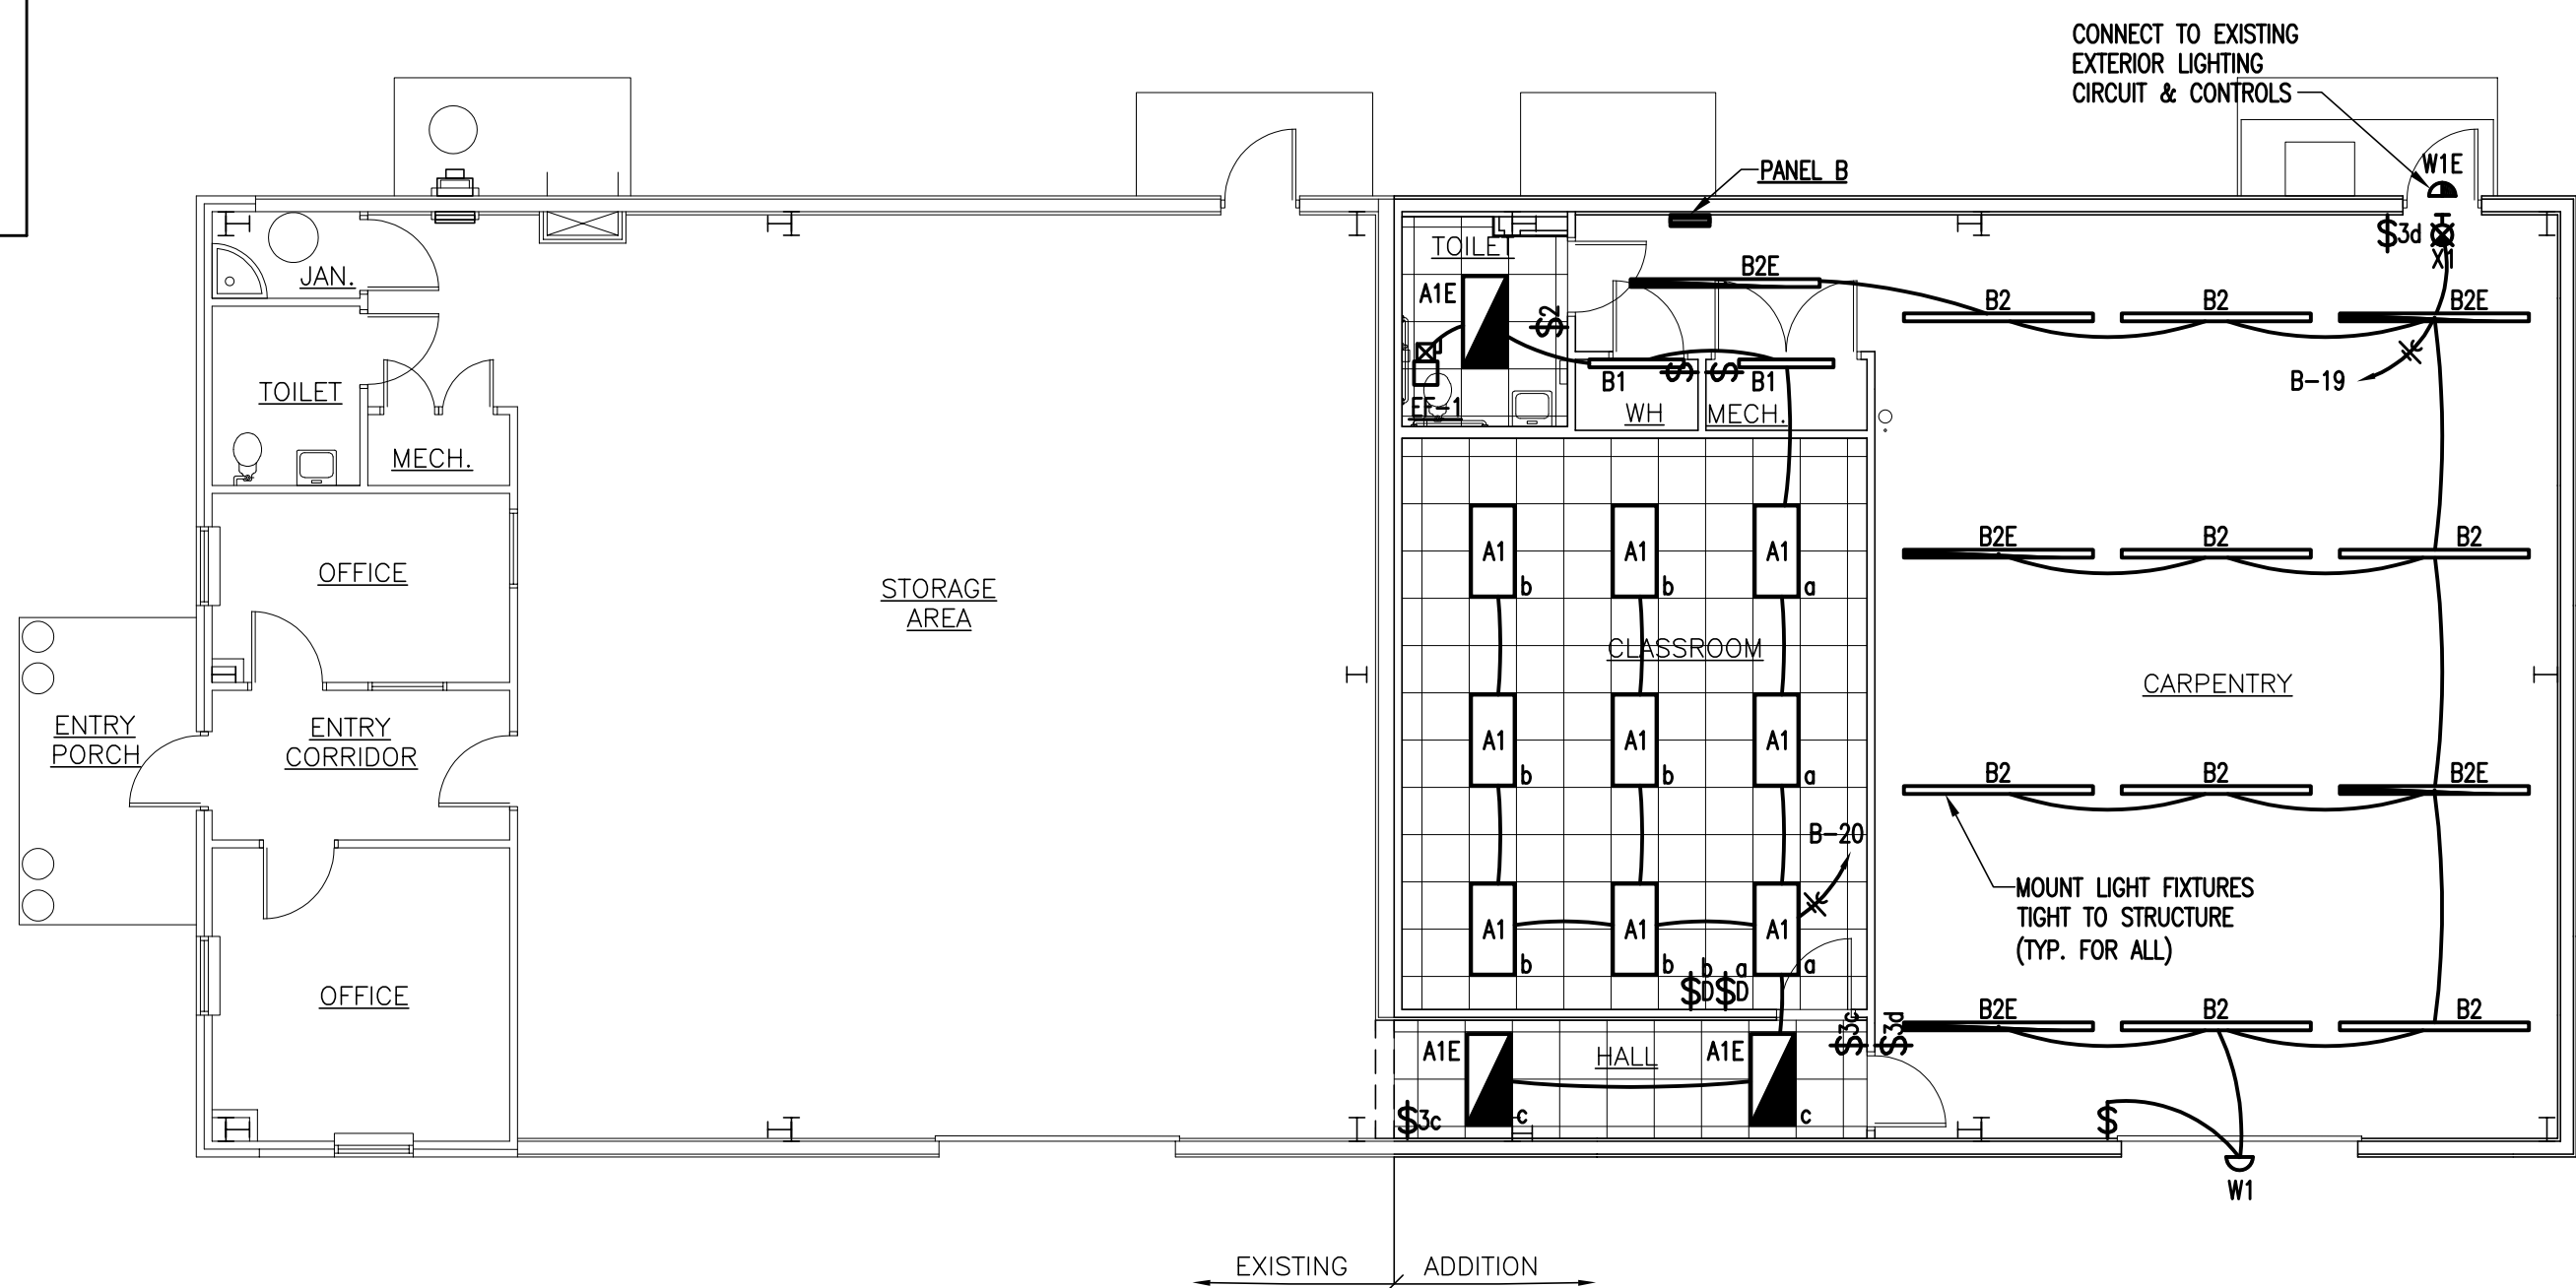 CONNECT TO EXISTING
EXTERIOR LIGHTING
CIRCUIT & CONTROLS
PANEL B
W1E
$3d
X1
JAN.
TOILET
B2E
A1E
$2
B2
B2
B2E
B-19
TOILET
B1
$
$
B1
EF-1
WH
MECH.
MECH.
OFFICE
STORAGE
AREA
A1
b
A1
b
A1
a
B2E
B2
B2
CLASSROOM
CARPENTRY
ENTRY
PORCH
ENTRY
CORRIDOR
A1
b
A1
b
A1
a
B2
B2
B2E
B-20
MOUNT LIGHT FIXTURES
TIGHT TO STRUCTURE
(TYP. FOR ALL)
OFFICE
A1
b
A1
b
A1
a
b
a
$D
$D
B2E
B2
B2
A1E
HALL
A1E
$3c
$3d
c
c
$3c
$
W1
EXISTING
ADDITION